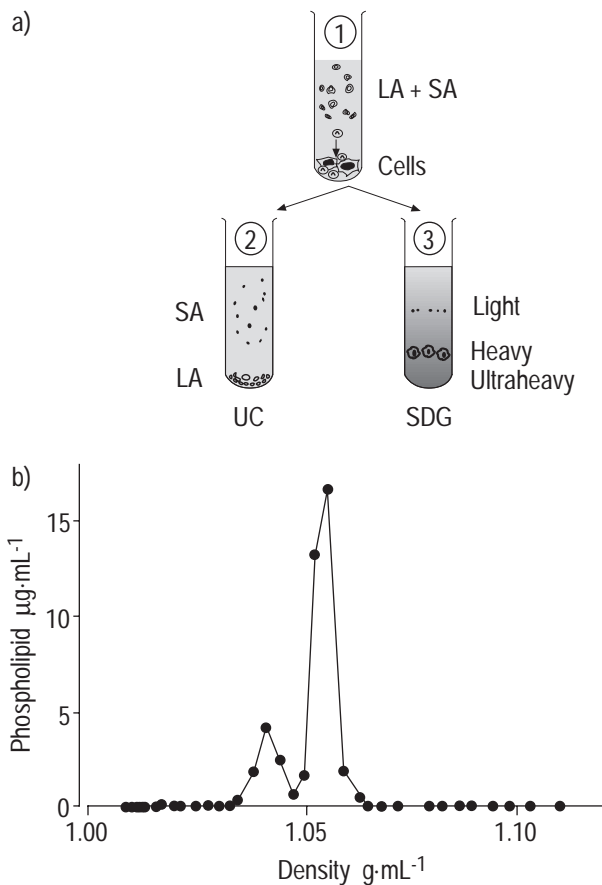 a)
1
LA + SA
Cells
2
3
SA
Light
LA
Heavy
Ultraheavy
UC
SDG
b)
Phospholipid µg·mL-1
15
10
5
0
1.00
1.05
1.10
Density g·mL-1